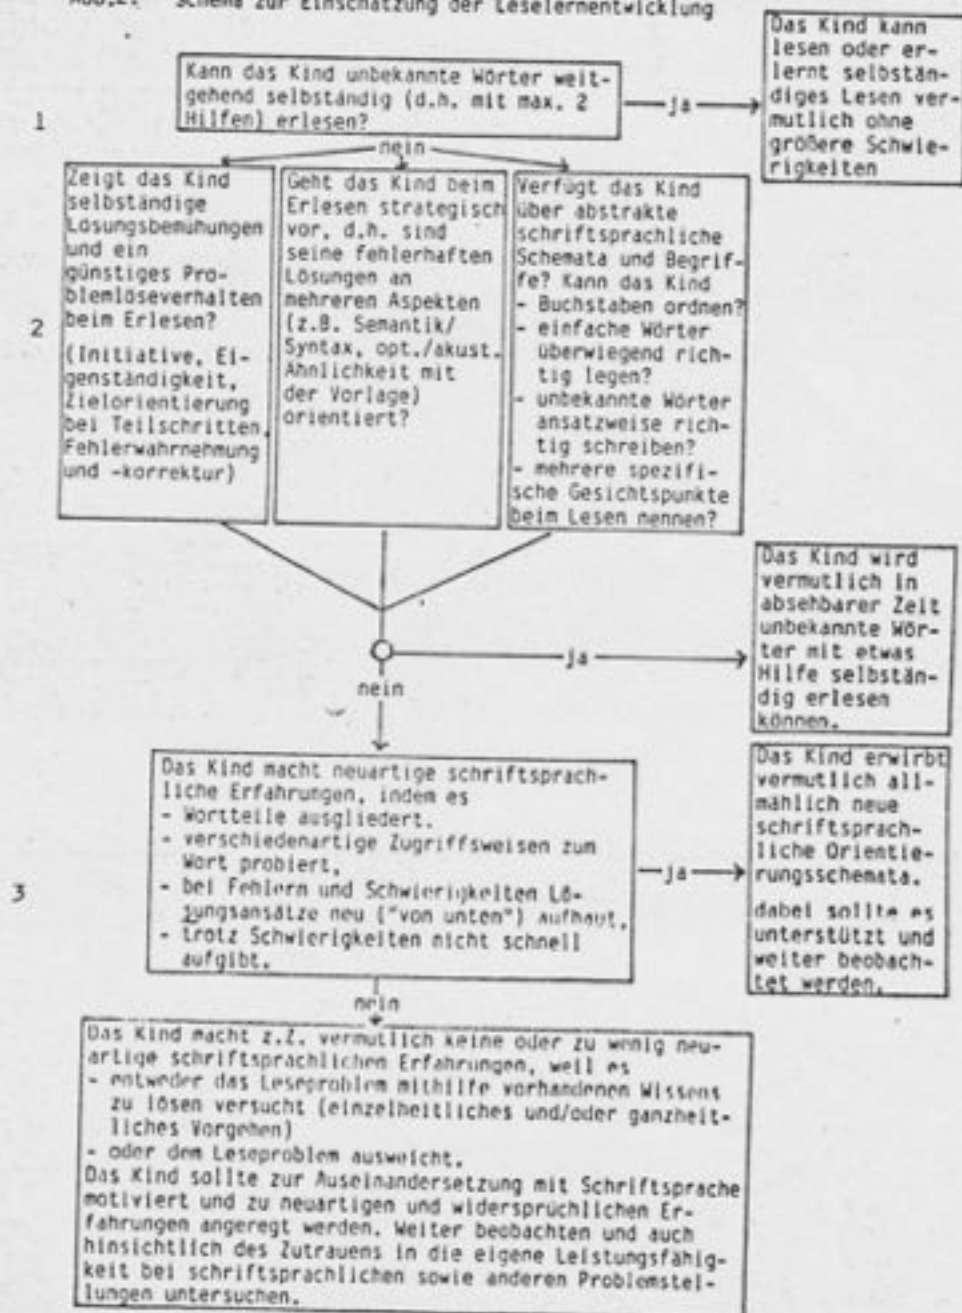 Abb.2: Schema zur Einschätzung der Leselernentwicklung
Das Kind kann
lesen oder er-
lernt selbstän-
diges Lesen ver-
mutlich ohne
größere Schwie-
rigkeiten
Kann das Kind unbekannte Wörter weit-
gehend selbständig (d.h. mit max. 2
Hilfen) erlesen?
ja
1
nein
Zeigt das Kind
selbständige
Lösungsbemühungen
und ein
günstiges Pro-
blemlöseverhalten
beim Erlesen?
(Initiative, Ei-
genständigkeit,
Zielorientierung
bei Teilschritten,
Fehlerwahrnehmung
und -korrektur)
Geht das Kind beim
Erlesen strategisch
vor, d.h. sind
seine fehlerhaften
Lösungen an
mehreren Aspekten
(z.B. Semantik/
Syntax, opt./akust.
Ähnlichkeit mit
der Vorlage)
orientiert?
Verfügt das Kind
über abstrakte
schriftsprachliche
Schemata und Begrif-
fe? Kann das Kind
- Buchstaben ordnen?
- einfache Wörter
überwiegend rich-
tig legen?
- unbekannte Wörter
ansatzweise rich-
tig schreiben?
- mehrere spezifi-
sche Gesichtspunkte
beim Lesen nennen?
2
ja
Das Kind wird
vermutlich in
absehbarer Zeit
unbekannte Wör-
ter mit etwas
Hilfe selbstän-
dig erlesen
können.
nein
Das Kind macht neuartige schriftsprach-
liche Erfahrungen, indem es
- Wortteile ausgliedert.
- verschiedenartige Zugriffsweisen zum
Wort probiert,
- bei Fehlern und Schwierigkeiten Lö-
sungsansätze neu ("von unten") aufbaut,
- trotz Schwierigkeiten nicht schnell
aufgibt.
ja
Das Kind erwirbt
vermutlich all-
mählich neue
schriftsprach-
liche Orientie-
rungsschemata.
dabei sollte es
unterstützt und
weiter beobach-
tet werden.
3
nein
Das Kind macht z.Z. vermutlich keine oder zu wenig neu-
artige schriftsprachlichen Erfahrungen, weil es
- entweder das Leseproblem mithilfe vorhandenen Wissens
zu lösen versucht (einzelheitliches und/oder ganzheit-
liches Vorgehen)
- oder dem Leseproblem ausweicht.
Das Kind sollte zur Auseinandersetzung mit Schriftsprache
motiviert und zu neuartigen und widersprüchlichen Er-
fahrungen angeregt werden. Weiter beobachten und auch
hinsichtlich des Zutrauens in die eigene Leistungsfähig-
keit bei schriftsprachlichen sowie anderen Problemstel-
lungen untersuchen.